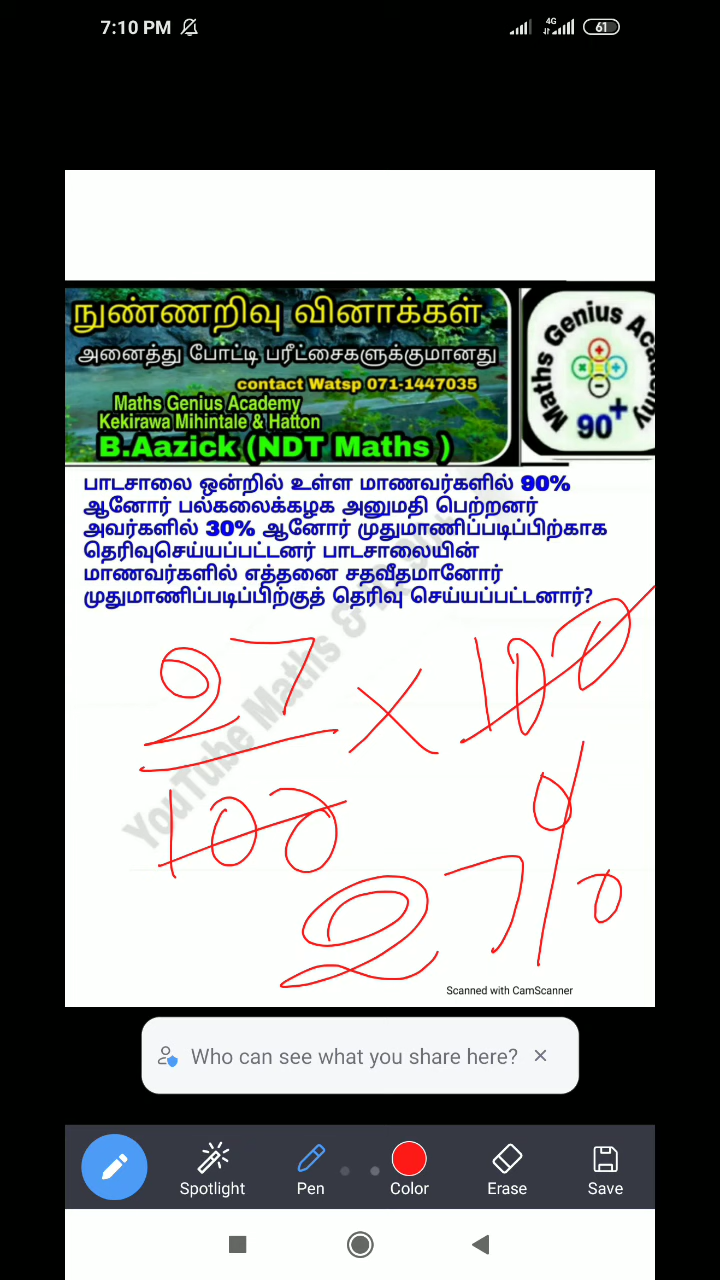 7:10 PM
4G
61
நுண்ணறிவு வினாக்கள்
அனைத்து போட்டி பரீட்சைகளுக்குமானது
contact Watsp 071-1447035
Maths Genius Academy
Kekirawa Mihintale & Hatton
B.Aazick (NDT Maths )
Maths Genius Academy
90+
பாடசாலை ஒன்றில் உள்ள மாணவர்களில் 90%
ஆனோர் பல்கலைக்கழக அனுமதி பெற்றனர்
அவர்களில் 30% ஆனோர் முதுமாணிப்படிப்பிற்காக
தெரிவுசெய்யப்பட்டனர் பாடசாலையின்
மாணவர்களில் எத்தனை சதவீதமானோர்
முதுமாணிப்படிப்பிற்குத் தெரிவு செய்யப்பட்டனார்?
YouTube Maths &
27 × 100
100
27%
Scanned with CamScanner
Who can see what you share here? ×
Spotlight
Pen
Color
Erase
Save